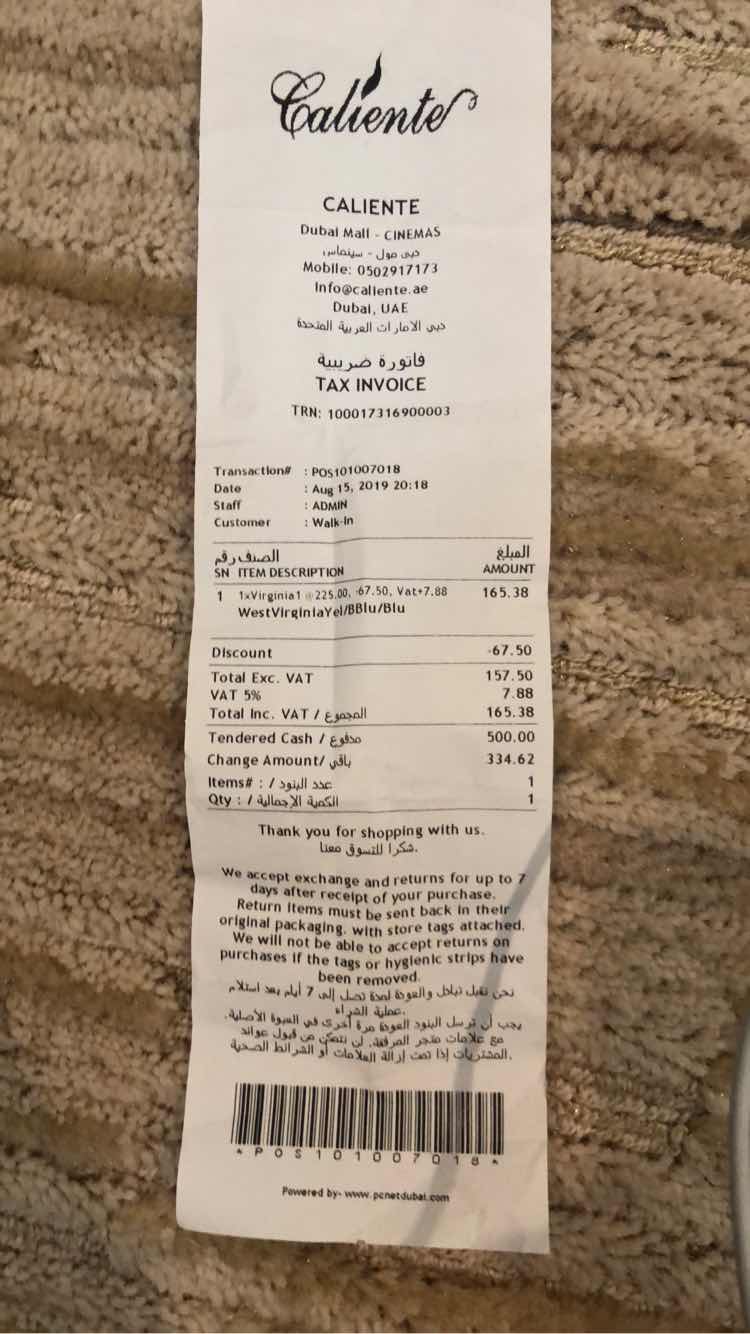 Caliente
CALIENTE
Dubai Mall - CINEMAS
دبي مول - سينماس
Mobile: 0502917173
Info@caliente.ae
Dubai, UAE
دبي الامارات العربية المتحدة
فاتورة ضريبية
TAX INVOICE
TRN: 100017316900003
Transaction# : POS101007018
Date : Aug 15, 2019 20:18
Staff : ADMIN
Customer : Walk-In
الصنف رقم المبلغ
SN ITEM DESCRIPTION AMOUNT
1 1xVirginia1 @225.00, -67.50, Vat+7.88 165.38
WestVirginiaYel/BBlu/Blu
Discount -67.50
Total Exc. VAT 157.50
VAT 5% 7.88
Total Inc. VAT / المجموع 165.38
Tendered Cash / مدفوع 500.00
Change Amount/ باقي 334.62
Items# : / عدد البنود 1
Qty : / الكمية الإجمالية 1
Thank you for shopping with us.
شكرا للتسوق معنا.
We accept exchange and returns for up to 7
days after receipt of your purchase.
Return items must be sent back in their
original packaging, with store tags attached.
We will not be able to accept returns on
purchases if the tags or hygienic strips have
been removed.
نحن نقبل تبادل والعودة لمدة تصل إلى 7 أيام بعد استلام
عملية الشراء.
يجب أن ترسل البنود العودة مرة أخرى في العبوة الأصلية،
مع علامات متجر المرفقة. لن نتمكن من قبول عوائد
المشتريات إذا تمت إزالة العلامات أو الشرائط الصحية.
*POS101007018*
Powered by- www.pcnetdubai.com